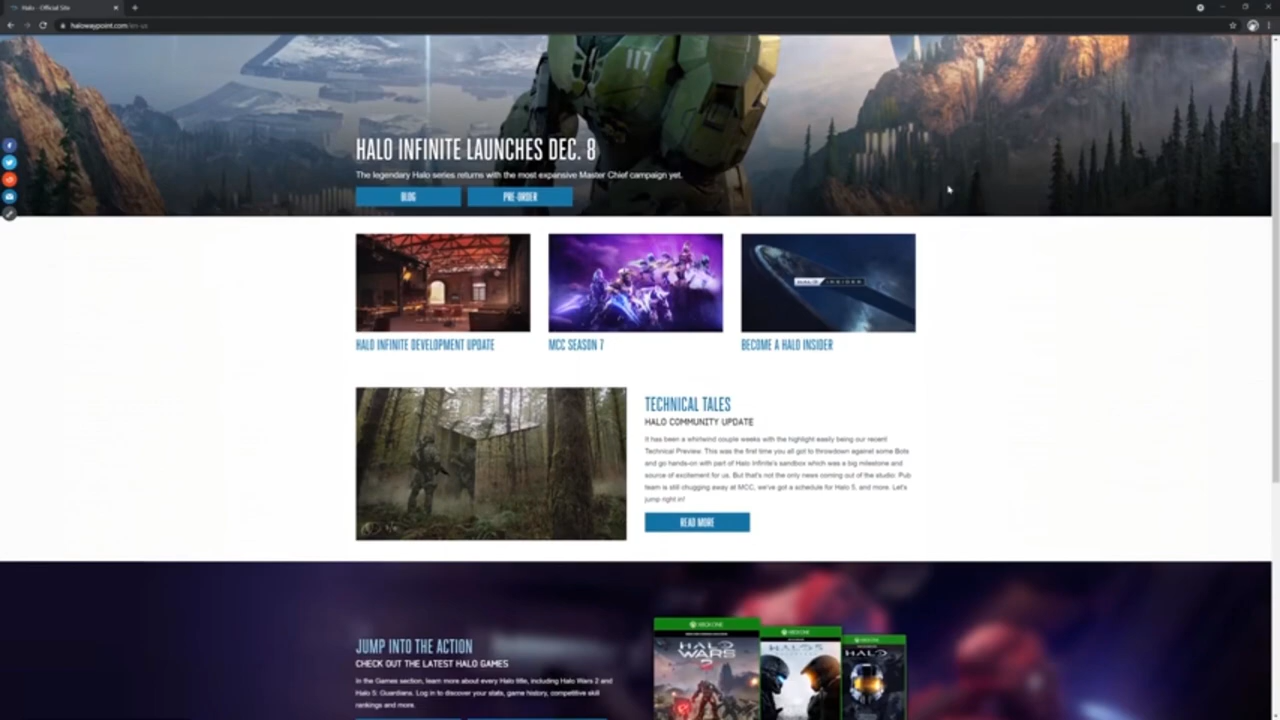 Halo - Official Site
halowaypoint.com/en-us
117
HALO INFINITE LAUNCHES DEC. 8
The legendary Halo series returns with the most expansive Master Chief campaign yet.
BLOG
PRE-ORDER
HALO INSIDER
HALO INFINITE DEVELOPMENT UPDATE
MCC SEASON 7
BECOME A HALO INSIDER
TECHNICAL TALES
HALO COMMUNITY UPDATE
It has been a whirlwind couple weeks with the highlight easily being our recent
Technical Preview. This was the first time you all got to throwdown against some Bots
and go hands-on with part of Halo Infinite's sandbox which was a big milestone and
source of excitement for us. But that's not the only news coming out of the studio: Pub
team is still chugging away at MCC, we've got a schedule for Halo 5, and more. Let's
jump right in!
READ MORE
JUMP INTO THE ACTION
CHECK OUT THE LATEST HALO GAMES
In the Games section, learn more about every Halo title, including Halo Wars 2 and
Halo 5: Guardians. Log in to discover your stats, game history, competitive skill
rankings and more.
XBOX ONE
HALO WARS
2
XBOX ONE
HALO 5
XBOX ONE
HALO